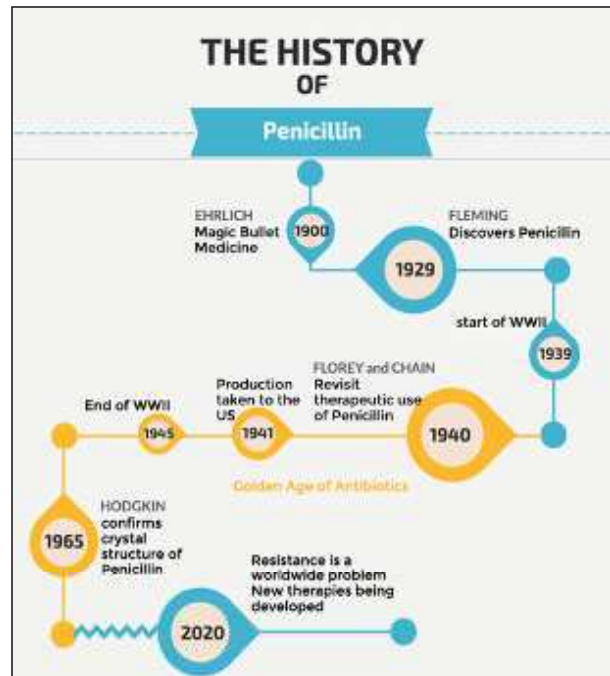 THE HISTORY
OF
Penicillin
EHRLICH
Magic Bullet
Medicine
1900
FLEMING
Discovers Penicillin
1929
start of WWII
1939
FLOREY and CHAIN
Revisit
therapeutic use
of Penicillin
1940
Production
taken to the
US
1941
End of WWII
1945
Golden Age of Antibiotics
HODGKIN
confirms
crystal
structure of
Penicillin
1965
Resistance is a
worldwide problem
New therapies being
developed
2020